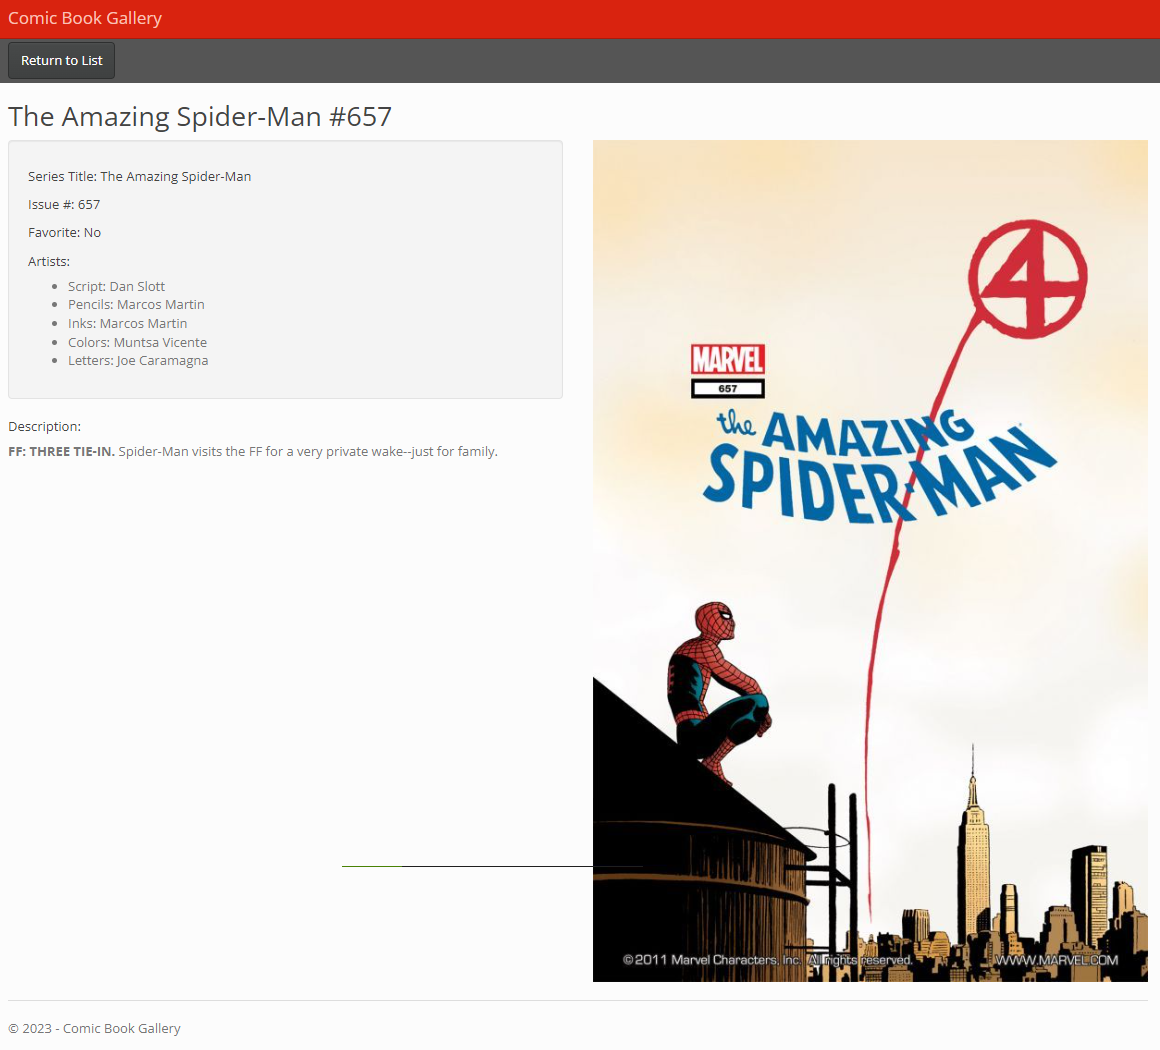 Comic Book Gallery
Return to List
The Amazing Spider-Man #657
Series Title: The Amazing Spider-Man
Issue #: 657
Favorite: No
Artists:
• Script: Dan Slott
• Pencils: Marcos Martin
• Inks: Marcos Martin
• Colors: Muntsa Vicente
• Letters: Joe Caramagna
Description:
FF: THREE TIE-IN. Spider-Man visits the FF for a very private wake--just for family.
4
MARVEL
657
the AMAZING
SPIDER-MAN
©2011 Marvel Characters, Inc. All rights reserved.
WWW.MARVEL.COM
© 2023 - Comic Book Gallery